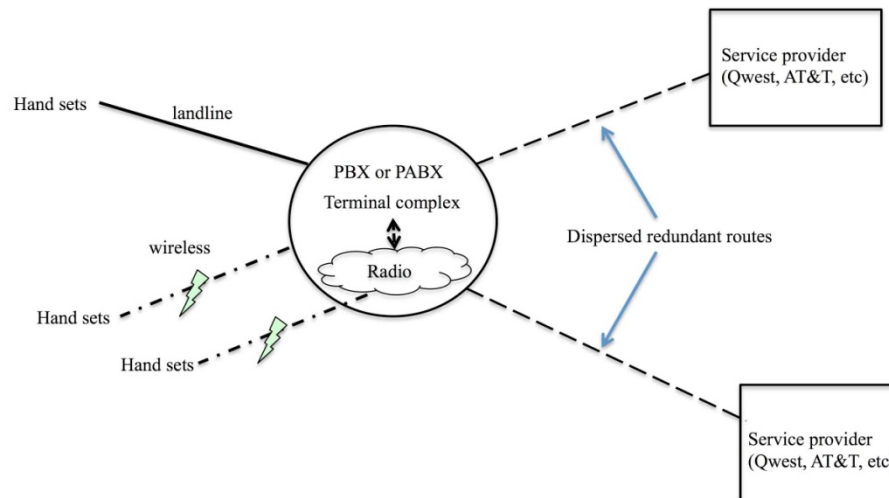 Service provider
(Qwest, AT&T, etc)
Hand sets
landline
PBX or PABX
Terminal complex
Dispersed redundant routes
wireless
Radio
Hand sets
Hand sets
Service provider
(Qwest, AT&T, etc